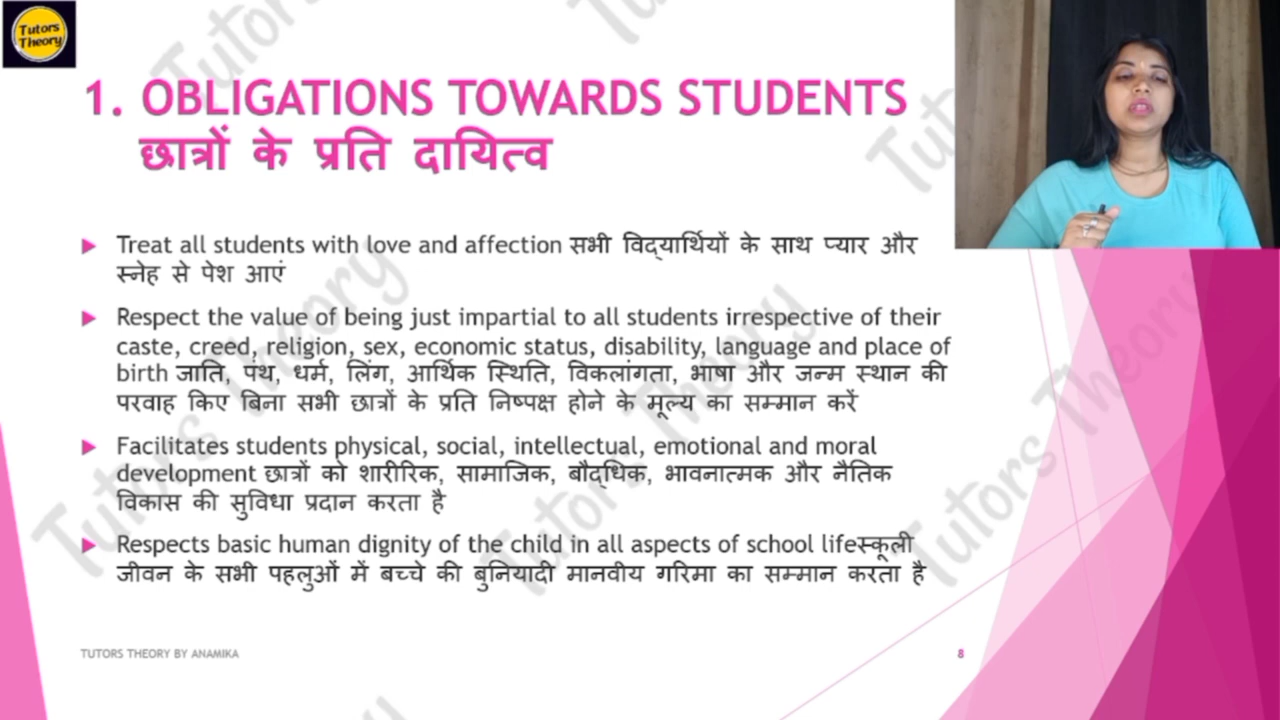 Tutors
Theory
1. OBLIGATIONS TOWARDS STUDENTS
छात्रों के प्रति दायित्व
Treat all students with love and affection सभी विद्यार्थियों के साथ प्यार और
स्नेह से पेश आएं
Respect the value of being just impartial to all students irrespective of their
caste, creed, religion, sex, economic status, disability, language and place of
birth जाति, पंथ, धर्म, लिंग, आर्थिक स्थिति, विकलांगता, भाषा और जन्म स्थान की
परवाह किए बिना सभी छात्रों के प्रति निष्पक्ष होने के मूल्य का सम्मान करें
Facilitates students physical, social, intellectual, emotional and moral
development छात्रों को शारीरिक, सामाजिक, बौद्धिक, भावनात्मक और नैतिक
विकास की सुविधा प्रदान करता है
Respects basic human dignity of the child in all aspects of school lifeस्कूली
जीवन के सभी पहलुओं में बच्चे की बुनियादी मानवीय गरिमा का सम्मान करता है
TUTORS THEORY BY ANAMIKA
8